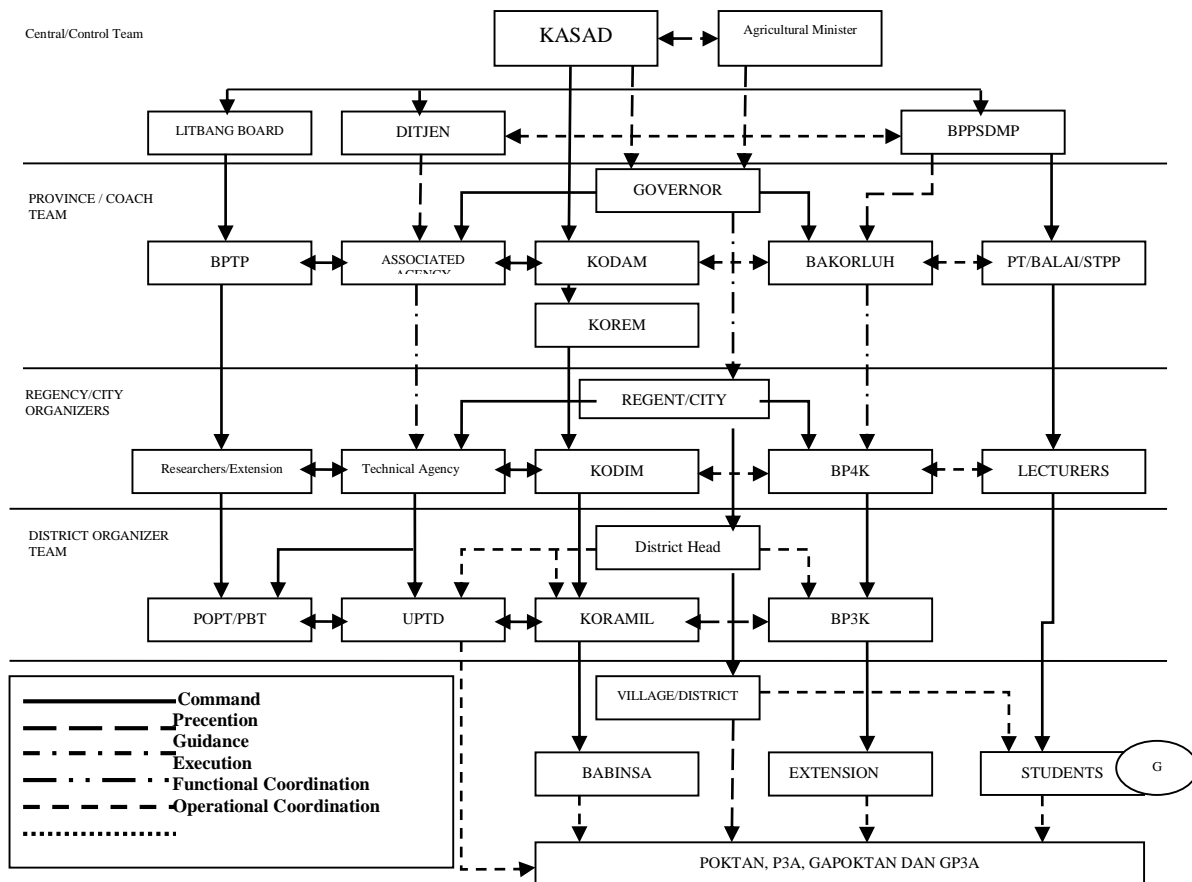 Central/Control Team
KASAD
Agricultural Minister
LITBANG BOARD
DITJEN
BPPSDMP
PROVINCE / COACH
TEAM
GOVERNOR
BPTP
ASSOCIATED
AGENCY
KODAM
BAKORLUH
PT/BALAI/STPP
KOREM
REGENCY/CITY
ORGANIZERS
REGENT/CITY
Researchers/Extension
Technical Agency
KODIM
BP4K
LECTURERS
DISTRICT ORGANIZER
TEAM
District Head
POPT/PBT
UPTD
KORAMIL
BP3K
VILLAGE/DISTRICT
Command
Precention
Guidance
Execution
Functional Coordination
Operational Coordination
BABINSA
EXTENSION
STUDENTS
G
POKTAN, P3A, GAPOKTAN DAN GP3A